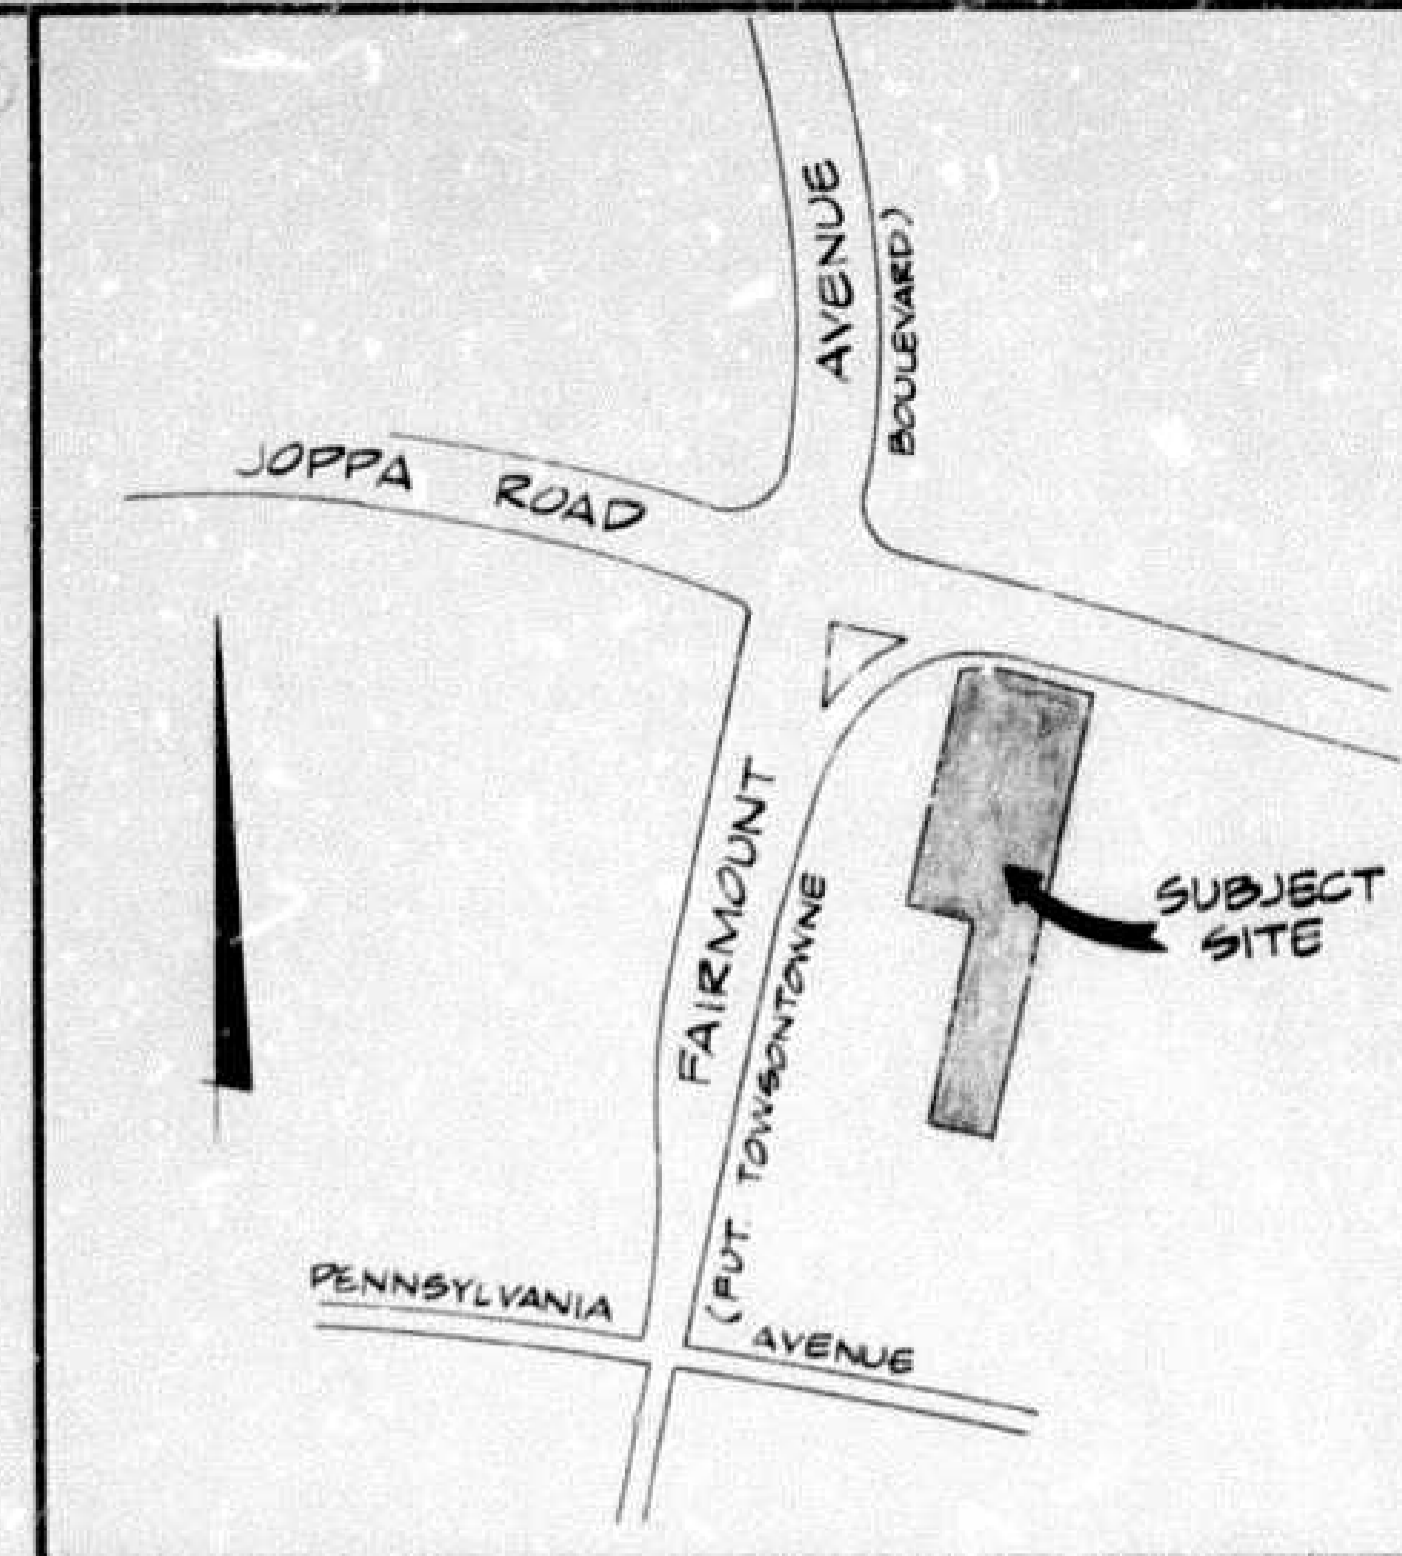 AVENUE
BOULEVARD)
JOPPA ROAD
FAIRMOUNT
(FUT. TOWSONTOWNE
SUBJECT
SITE
PENNSYLVANIA
AVENUE